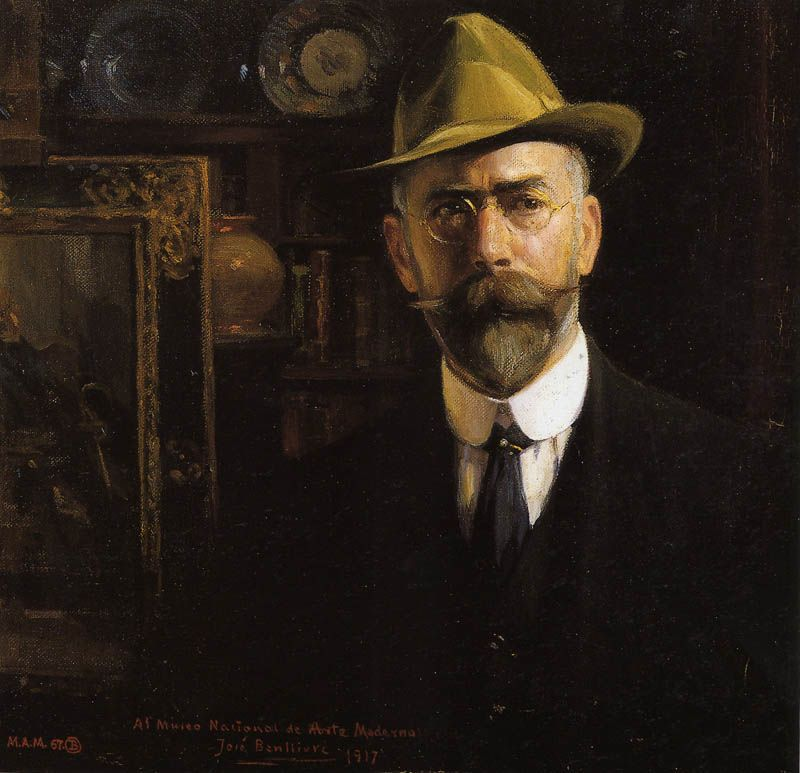 Al Museo Nacional de Arte Moderno
José Benlliure
1917
M.A.M. 67. B